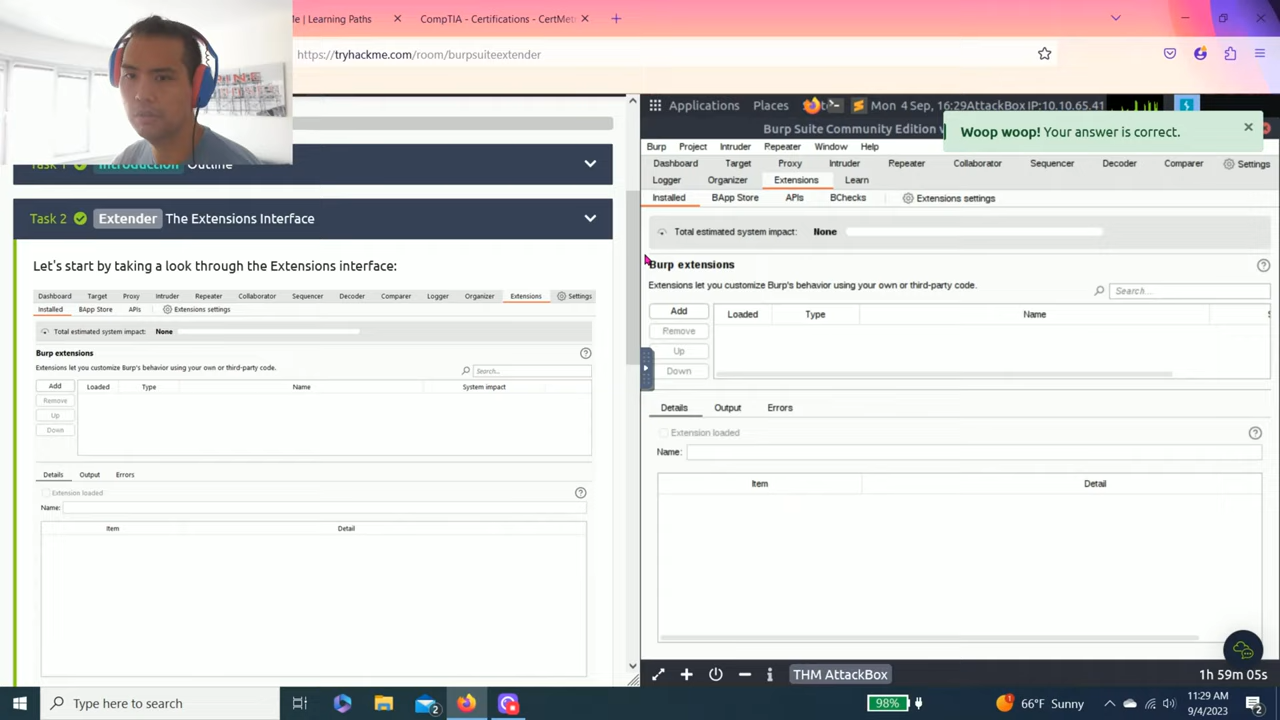 e | Learning Paths
CompTIA - Certifications - CertMet
https://tryhackme.com/room/burpsuiteextender
Applications Places Mon 4 Sep, 16:29 AttackBox IP:10.10.65.41
Burp Suite Community Edition v
Woop woop! Your answer is correct.
Burp Project Intruder Repeater Window Help
Dashboard Target Proxy Intruder Repeater Collaborator Sequencer Decoder Comparer Settings
Logger Organizer Extensions Learn
Installed BApp Store APIs BChecks Extensions settings
Total estimated system impact: None
Burp extensions
Extensions let you customize Burp's behavior using your own or third-party code.
Search...
Add
Remove
Up
Down
Loaded Type Name S
Details Output Errors
Extension loaded
Name:
Item Detail
THM AttackBox
1h 59m 05s
Task 1 Introduction Outline
Task 2 Extender The Extensions Interface
Let's start by taking a look through the Extensions interface:
Dashboard Target Proxy Intruder Repeater Collaborator Sequencer Decoder Comparer Logger Organizer Extensions Settings
Installed BApp Store APIs Extensions settings
Total estimated system impact: None
Burp extensions
Extensions let you customize Burp's behavior using your own or third-party code.
Search...
Add
Remove
Up
Down
Loaded Type Name System impact
Details Output Errors
Extension loaded
Name:
Item Detail
Type here to search
2
98%
66°F Sunny
11:29 AM
9/4/2023
2